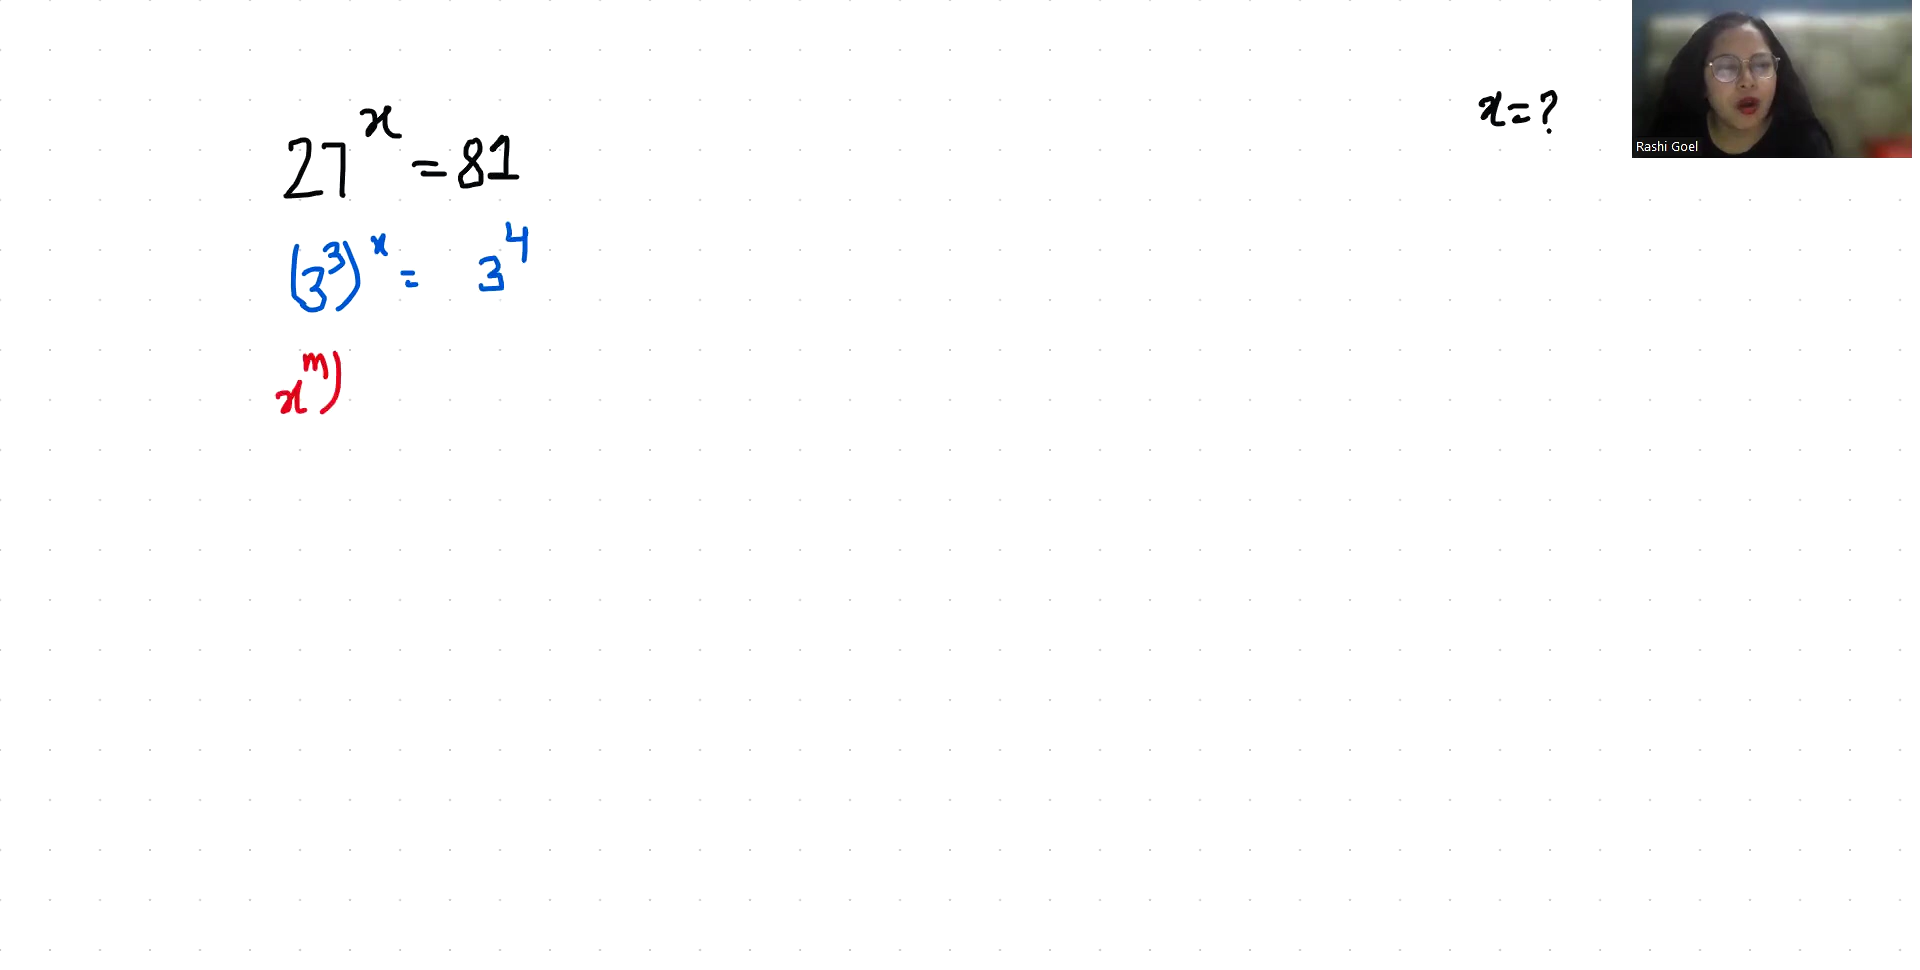 27^x = 81
x = ?
Rashi Goel
(3^3)^x = 3^4
x^m)